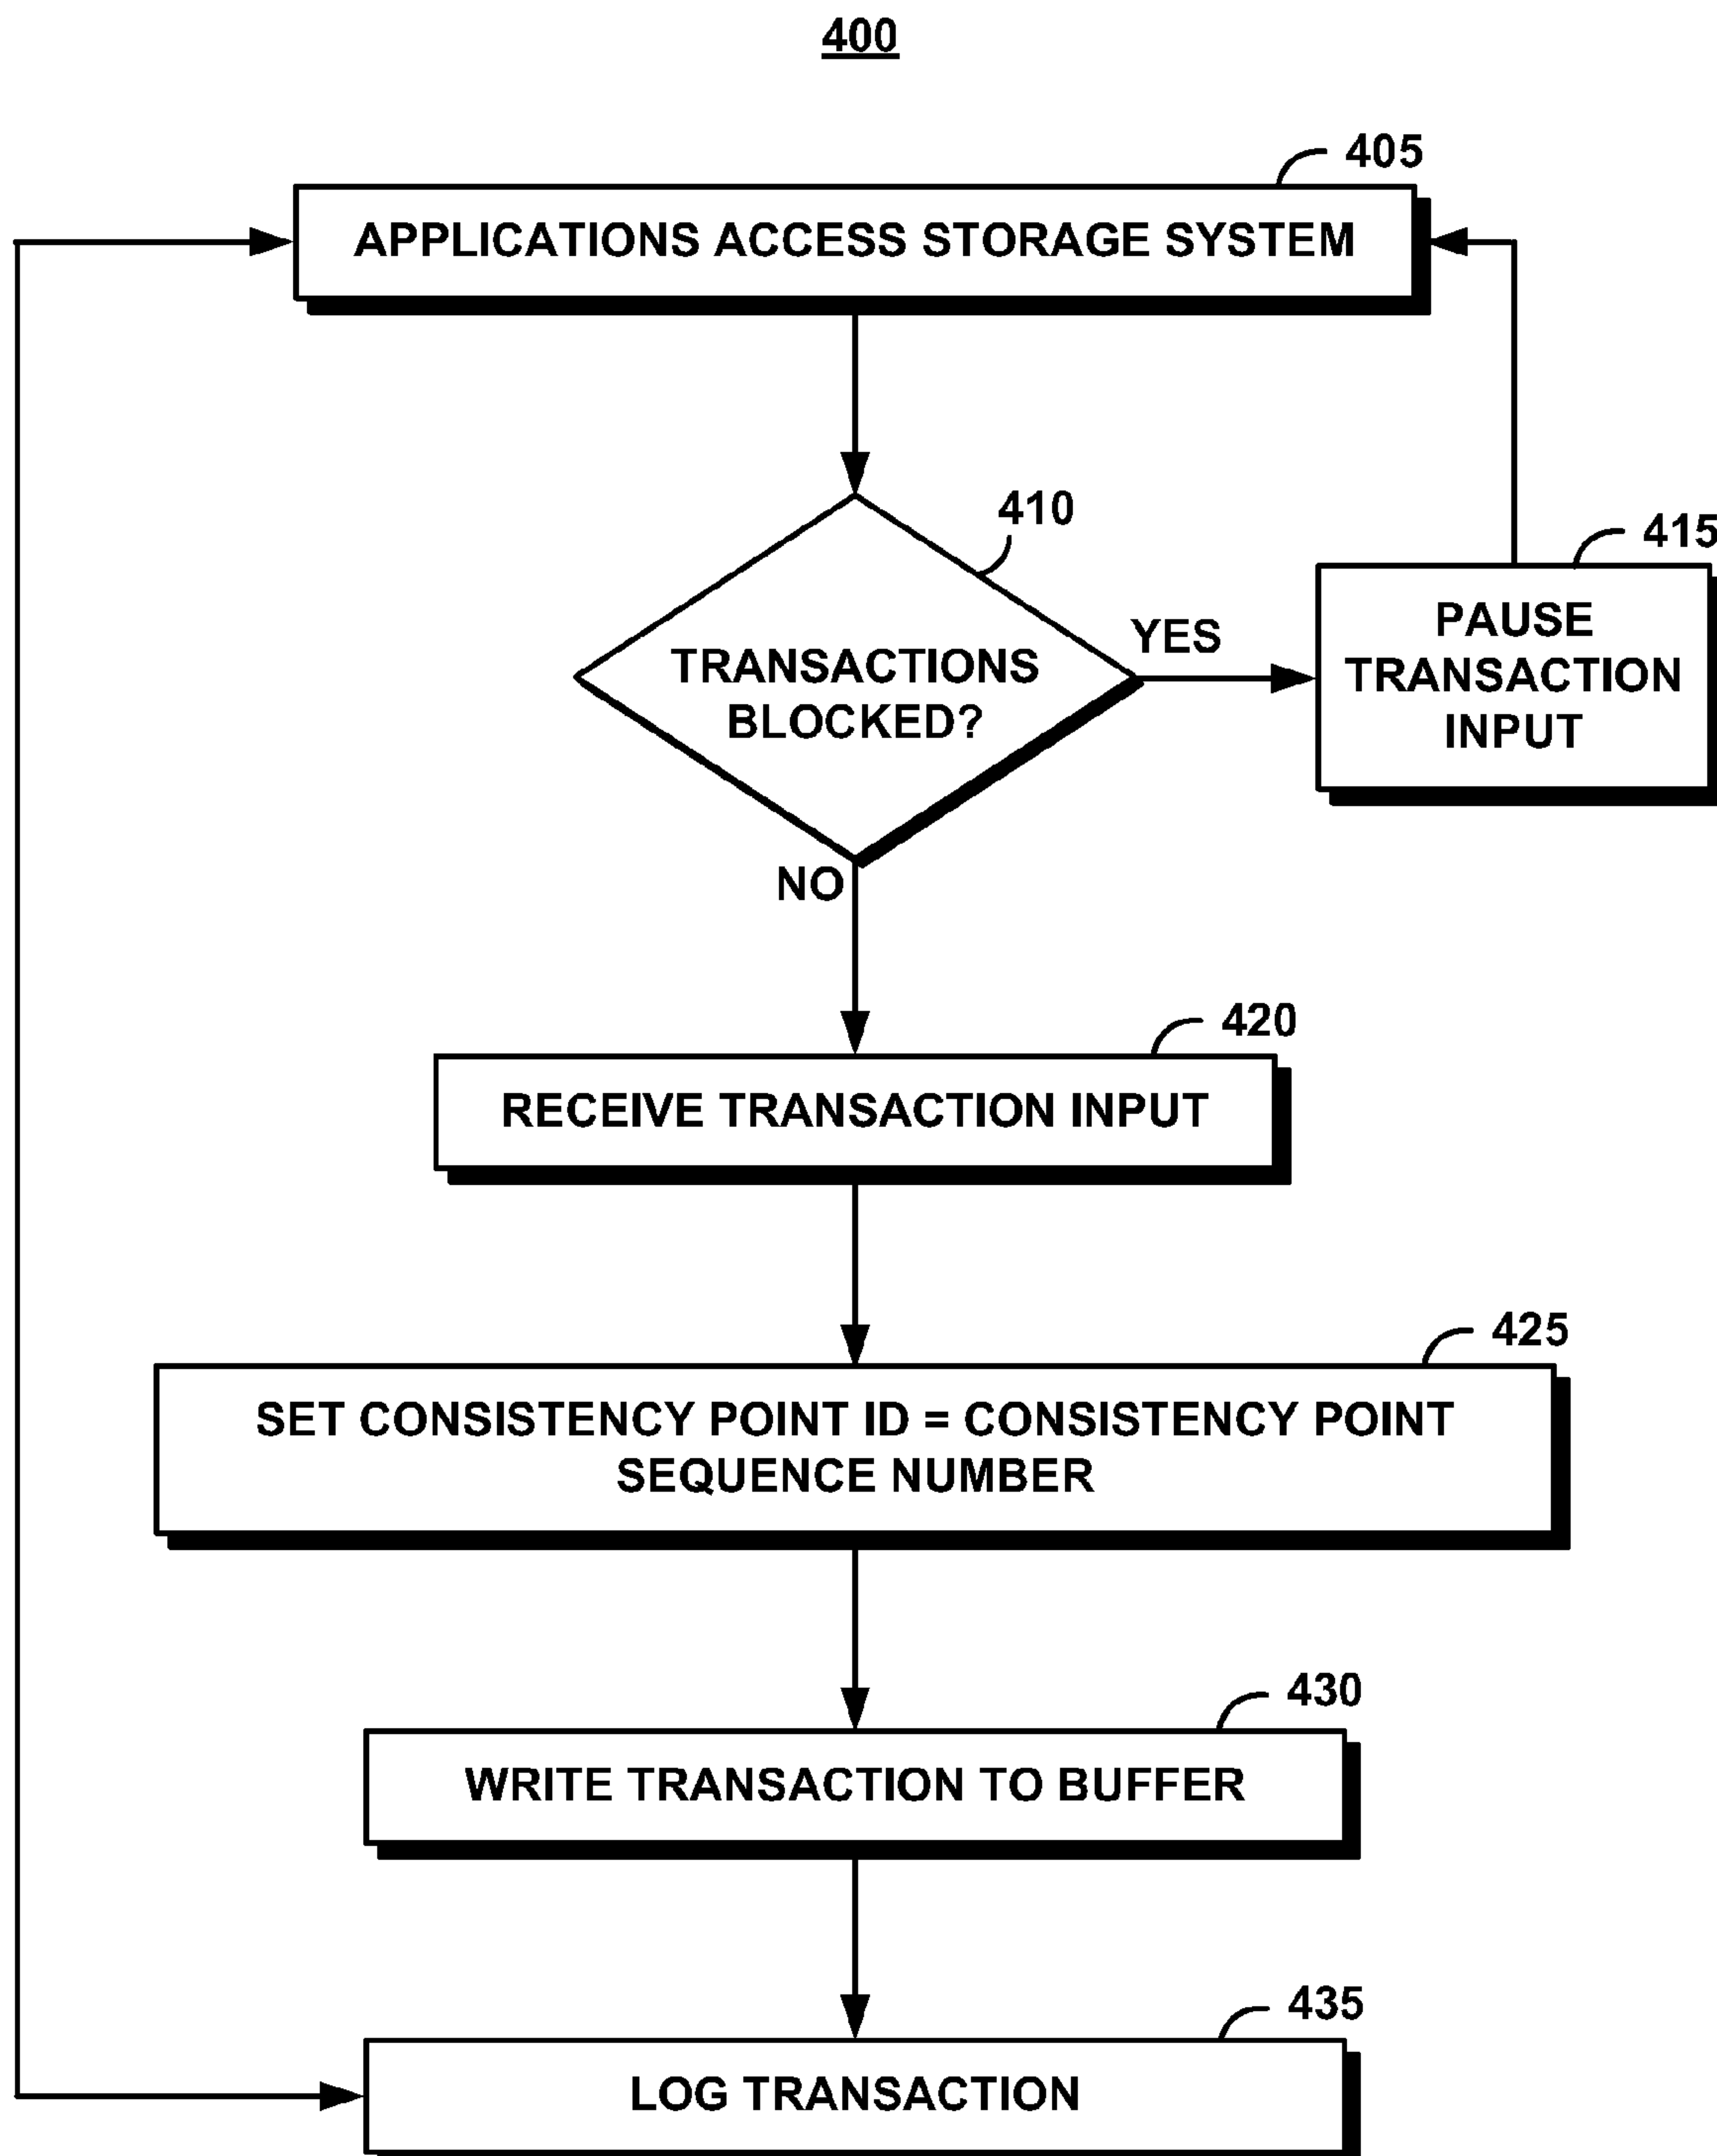 400
405
APPLICATIONS ACCESS STORAGE SYSTEM
410
415
YES
PAUSE
TRANSACTION
INPUT
TRANSACTIONS
BLOCKED?
NO
420
RECEIVE TRANSACTION INPUT
425
SET CONSISTENCY POINT ID = CONSISTENCY POINT
SEQUENCE NUMBER
430
WRITE TRANSACTION TO BUFFER
435
LOG TRANSACTION